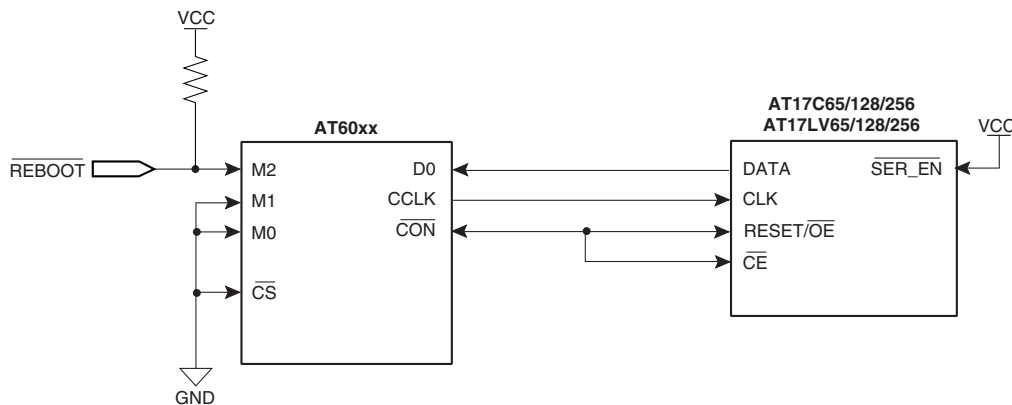 VCC
AT17C65/128/256
AT17LV65/128/256
VCC
AT60xx
REBOOT
M2
D0
DATA
SER_EN
M1
CCLK
CLK
M0
CON
RESET/OE
CE
CS
GND